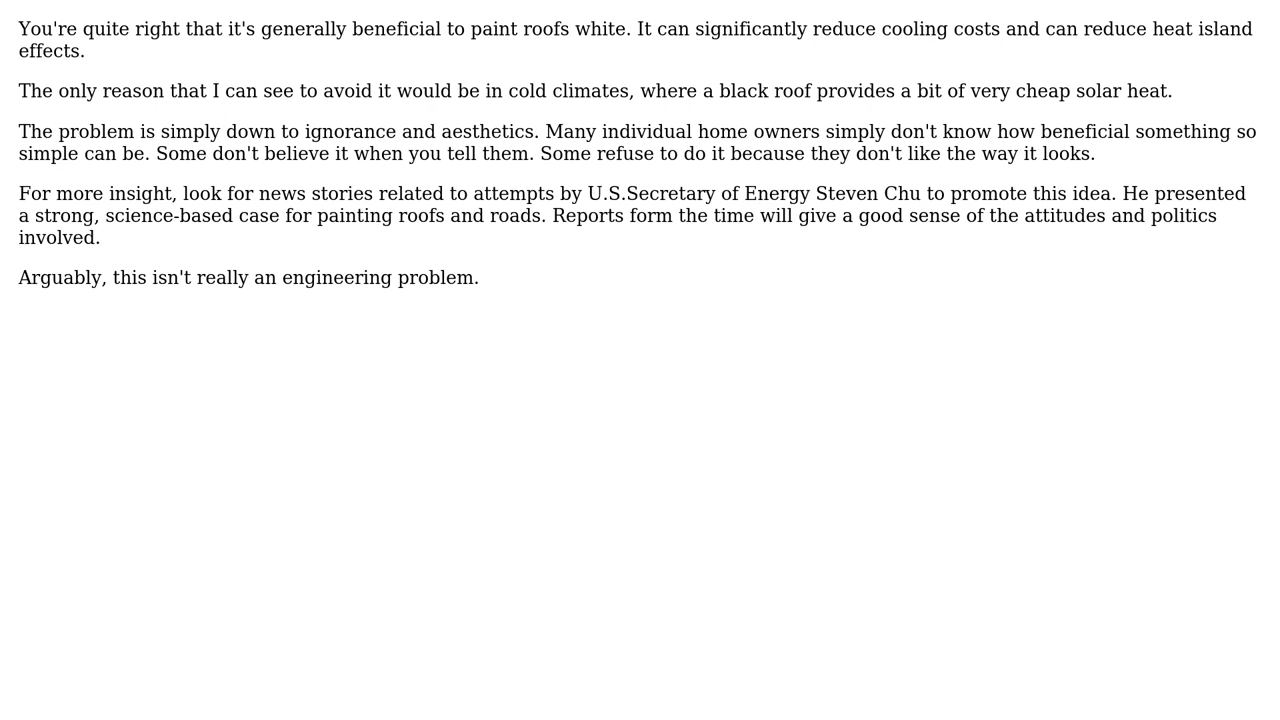 You're quite right that it's generally beneficial to paint roofs white. It can significantly reduce cooling costs and can reduce heat island
effects.
The only reason that I can see to avoid it would be in cold climates, where a black roof provides a bit of very cheap solar heat.
The problem is simply down to ignorance and aesthetics. Many individual home owners simply don't know how beneficial something so
simple can be. Some don't believe it when you tell them. Some refuse to do it because they don't like the way it looks.
For more insight, look for news stories related to attempts by U.S.Secretary of Energy Steven Chu to promote this idea. He presented
a strong, science-based case for painting roofs and roads. Reports form the time will give a good sense of the attitudes and politics
involved.
Arguably, this isn't really an engineering problem.